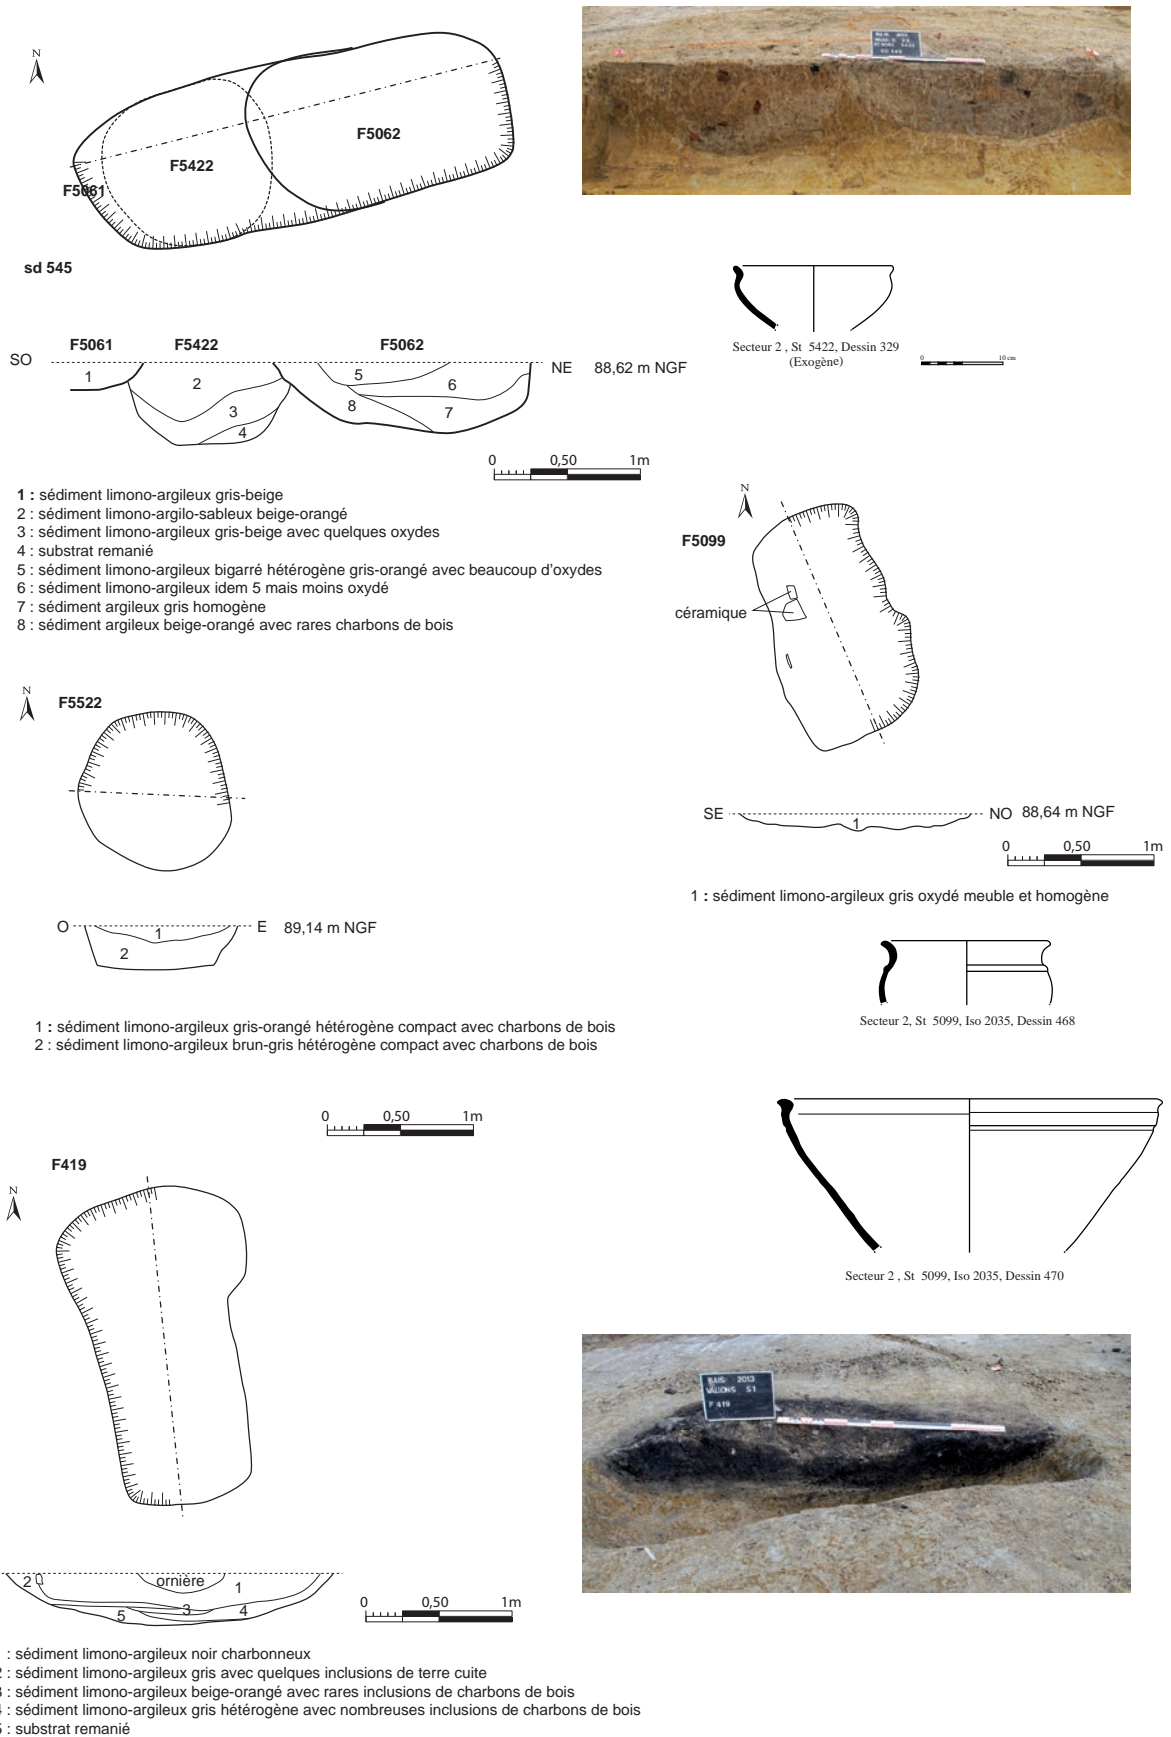 N
F5422
F5062
F5061
sd 545
F5061 F5422 F5062
SO
NE 88,62 m NGF
1
2
3
4
5
6
7
8
0 0,50 1m
1 : sédiment limono-argileux gris-beige
2 : sédiment limono-argilo-sableux beige-orangé
3 : sédiment limono-argileux gris-beige avec quelques oxydes
4 : substrat remanié
5 : sédiment limono-argileux bigarré hétérogène gris-orangé avec beaucoup d'oxydes
6 : sédiment limono-argileux idem 5 mais moins oxydé
7 : sédiment argileux gris homogène
8 : sédiment argileux beige-orangé avec rares charbons de bois
Secteur 2 , St 5422, Dessin 329
(Exogène)
0 10 cm
N
F5099
céramique
SE
NO 88,64 m NGF
1
0 0,50 1m
1 : sédiment limono-argileux gris oxydé meuble et homogène
Secteur 2, St 5099, Iso 2035, Dessin 468
Secteur 2 , St 5099, Iso 2035, Dessin 470
N
F5522
O
E 89,14 m NGF
1
2
1 : sédiment limono-argileux gris-orangé hétérogène compact avec charbons de bois
2 : sédiment limono-argileux brun-gris hétérogène compact avec charbons de bois
0 0,50 1m
F419
N
BUIS 2013
VALLONS S1
F 419
2
ornière
1
3
4
5
0 0,50 1m
: sédiment limono-argileux noir charbonneux
2 : sédiment limono-argileux gris avec quelques inclusions de terre cuite
3 : sédiment limono-argileux beige-orangé avec rares inclusions de charbons de bois
4 : sédiment limono-argileux gris hétérogène avec nombreuses inclusions de charbons de bois
5 : substrat remanié